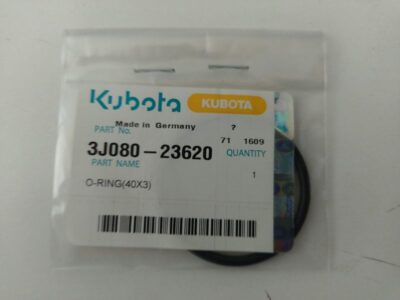 Kubota KUBOTA
Made in Germany ?
PART No. 71 1609
3J080-23620 QUANTITY
PART NAME 1
O-RING(40X3)